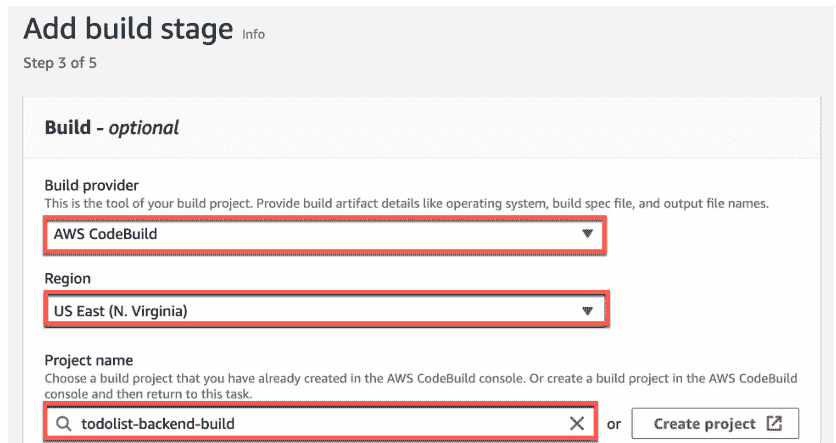 Add build stage Info
Step 3 of 5
Build - optional
Build provider
This is the tool of your build project. Provide build artifact details like operating system, build spec file, and output file names.
AWS CodeBuild
Region
US East (N. Virginia)
Project name
Choose a build project that you have already created in the AWS CodeBuild console. Or create a build project in the AWS CodeBuild
console and then return to this task.
todolist-backend-build or Create project